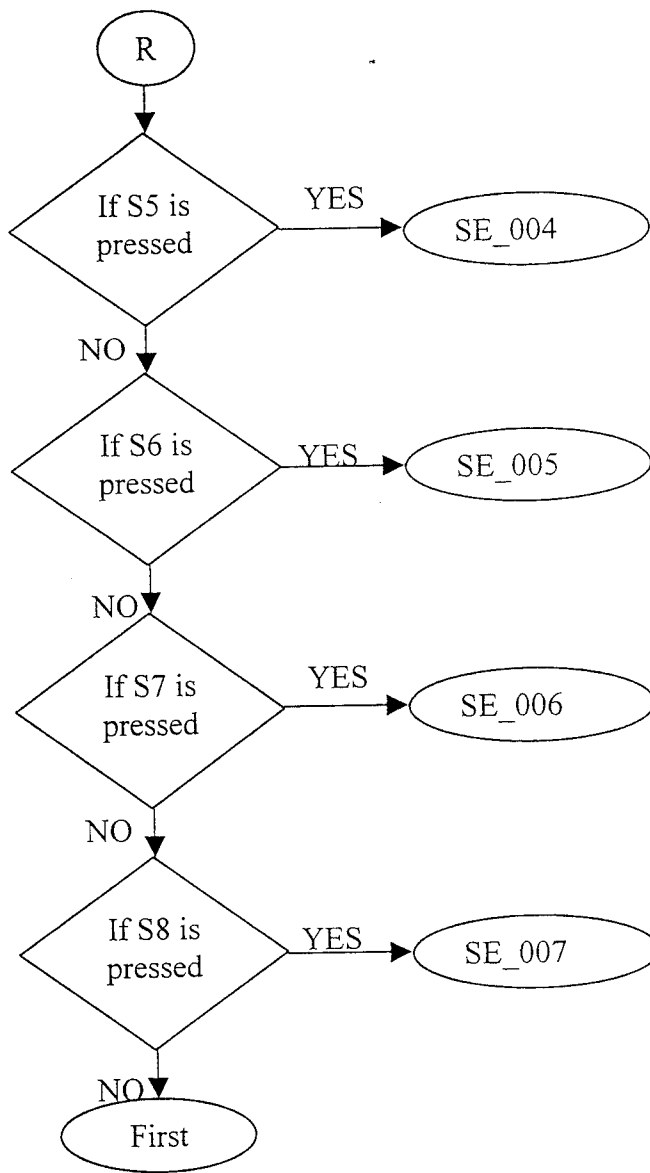 R
If S5 is
pressed
YES
SE_004
NO
If S6 is
pressed
YES
SE_005
NO
If S7 is
pressed
YES
SE_006
NO
If S8 is
pressed
YES
SE_007
NO
First